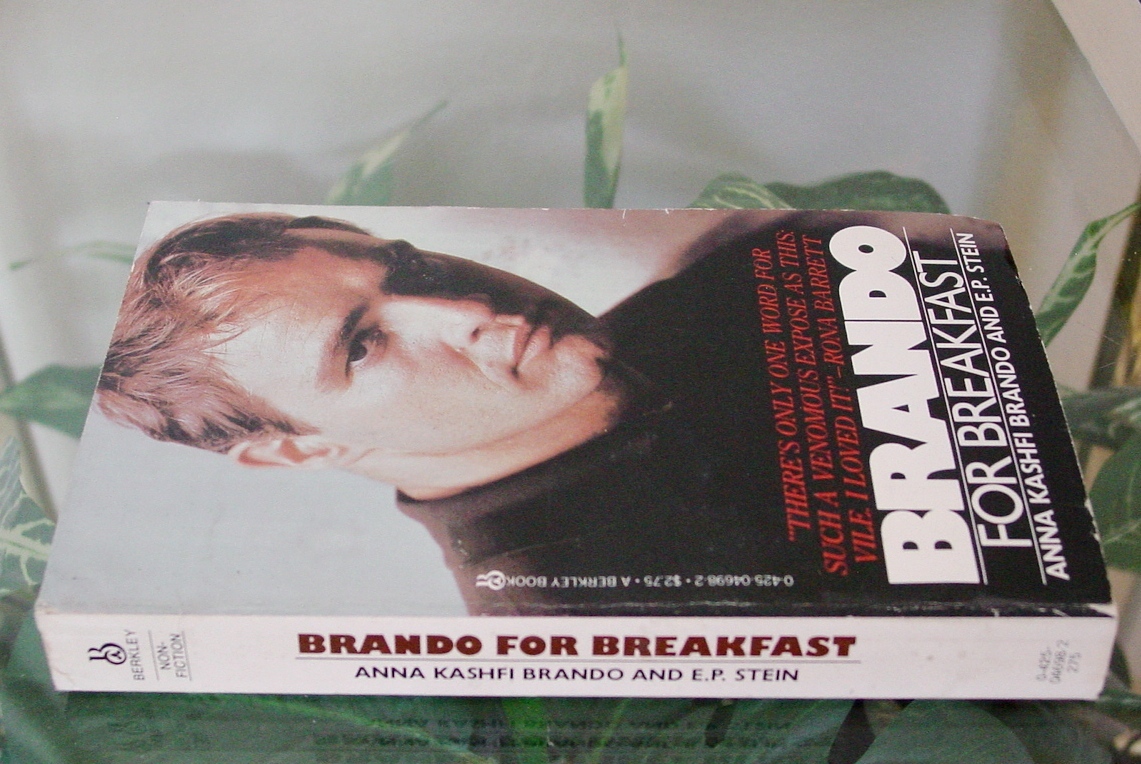 "THERE'S ONLY ONE WORD FOR
SUCH A VENOMOUS EXPOSE AS THIS:
VILE. I LOVED IT!"–RONA BARRETT
BRANDO
FOR BREAKFAST
ANNA KASHFI BRANDO AND E.P. STEIN
0-425-04698-2 • $2.75 • A BERKLEY BOOK
BERKLEY
NON-
FICTION
BRANDO FOR BREAKFAST
ANNA KASHFI BRANDO AND E.P. STEIN
0-425-
04698-2
275